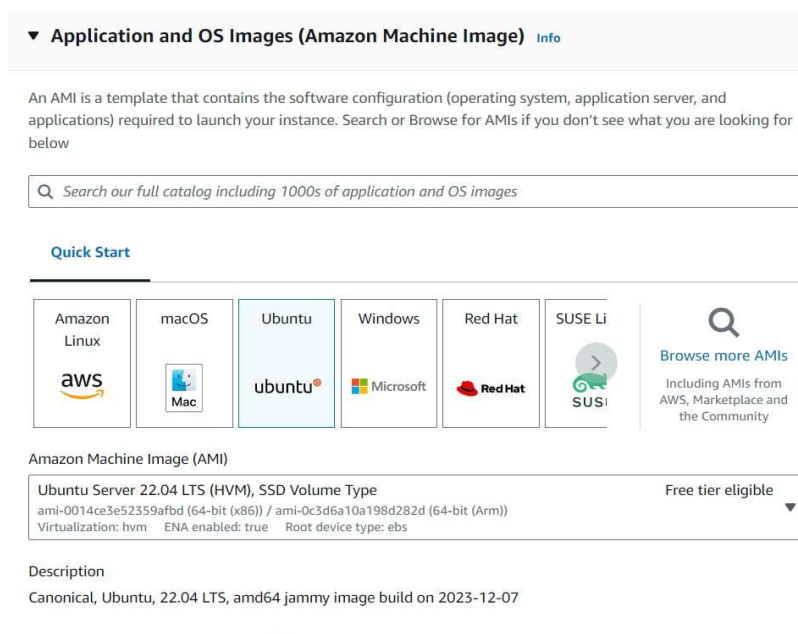 Application and OS Images (Amazon Machine Image) Info
An AMI is a template that contains the software configuration (operating system, application server, and
applications) required to launch your instance. Search or Browse for AMIs if you don't see what you are looking for
below
Search our full catalog including 1000s of application and OS images
Quick Start
Amazon
Linux
aws
macOS
Mac
Ubuntu
ubuntu
Windows
Microsoft
Red Hat
Red Hat
SUSE Li
SUS
Browse more AMIs
Including AMIs from
AWS, Marketplace and
the Community
Amazon Machine Image (AMI)
Ubuntu Server 22.04 LTS (HVM), SSD Volume Type Free tier eligible
ami-0014ce3e52359afbd (64-bit (x86)) / ami-0c3d6a10a198d282d (64-bit (Arm))
Virtualization: hvm ENA enabled: true Root device type: ebs
Description
Canonical, Ubuntu, 22.04 LTS, amd64 jammy image build on 2023-12-07